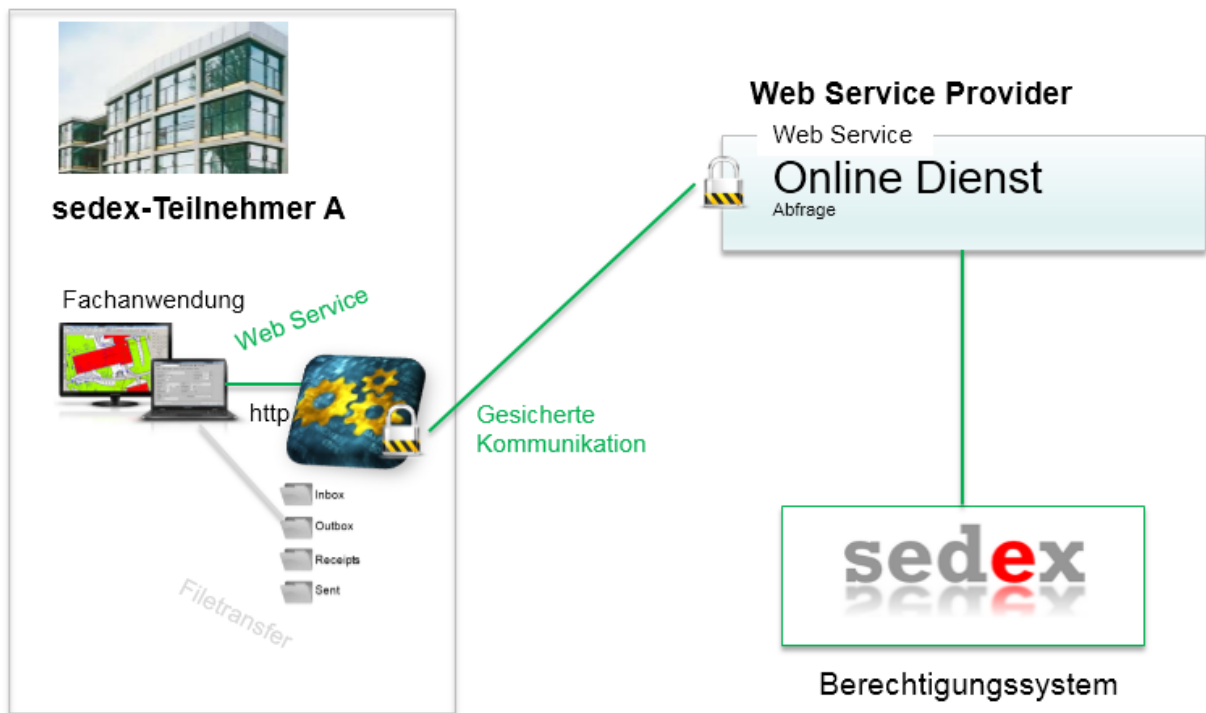 sedex-Teilnehmer A
Fachanwendung
Web Service
http
Inbox
Outbox
Receipts
Sent
Filetransfer
Gesicherte
Kommunikation
Web Service Provider
Web Service
Online Dienst
Abfrage
sedex
Berechtigungssystem